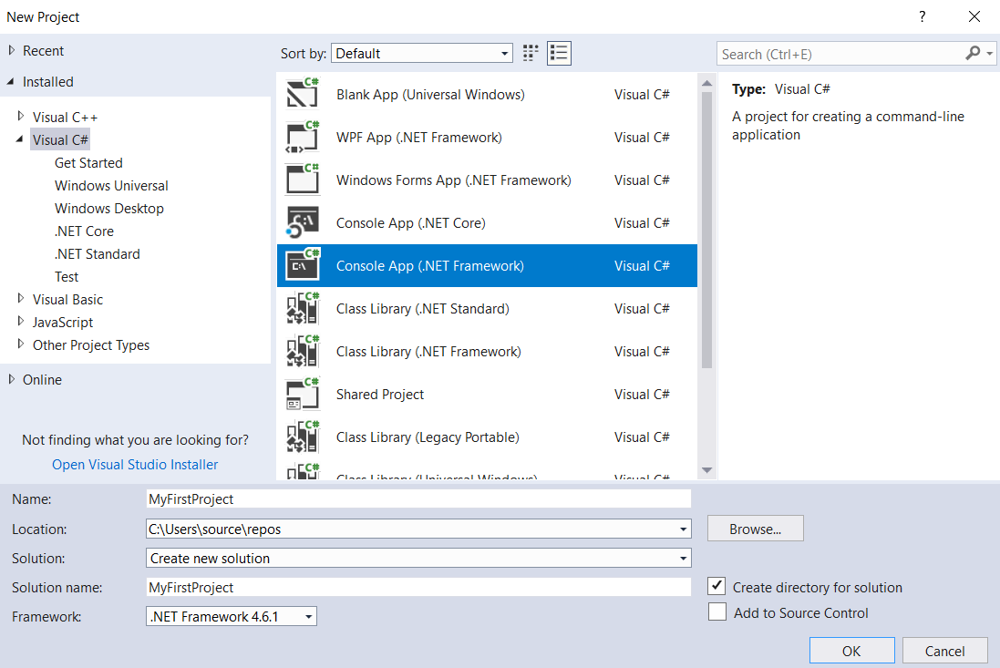 New Project
?
Recent
Installed
Visual C++
Visual C#
Get Started
Windows Universal
Windows Desktop
.NET Core
.NET Standard
Test
Visual Basic
JavaScript
Other Project Types
Online
Not finding what you are looking for?
Open Visual Studio Installer
Sort by: Default
Search (Ctrl+E)
C# Blank App (Universal Windows) Visual C#
C# WPF App (.NET Framework) Visual C#
C# Windows Forms App (.NET Framework) Visual C#
C:\ Console App (.NET Core) Visual C#
C# C:\ Console App (.NET Framework) Visual C#
C# Class Library (.NET Standard) Visual C#
C# Class Library (.NET Framework) Visual C#
C# Shared Project Visual C#
C# Class Library (Legacy Portable) Visual C#
C# Class Library (Universal Windows) Visual C#
Type: Visual C#
A project for creating a command-line
application
Name: MyFirstProject
Location: C:\Users\source\repos
Browse...
Solution: Create new solution
Solution name: MyFirstProject
Create directory for solution
Framework: .NET Framework 4.6.1
Add to Source Control
OK Cancel